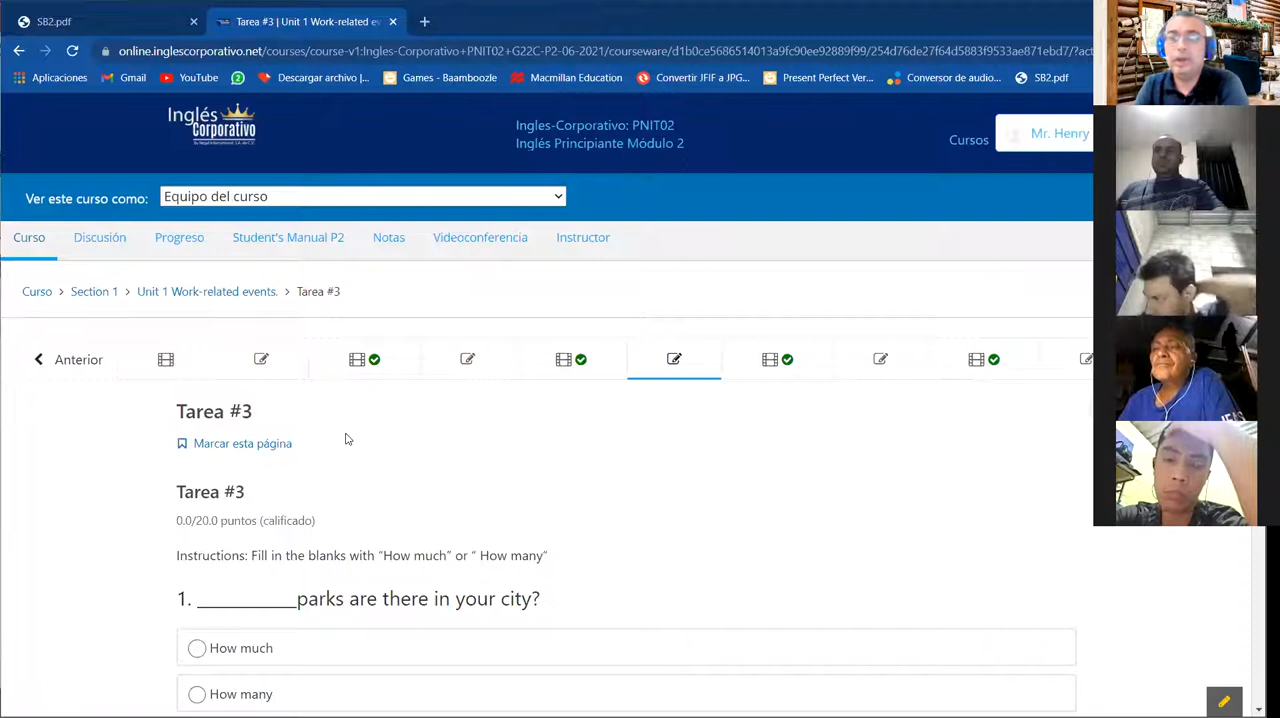 SB2.pdf
Tarea #3 | Unit 1 Work-related ev
online.inglescorporativo.net/courses/course-v1:Ingles-Corporativo+PNIT02+G22C-P2-06-2021/courseware/d1b0ce5686514013a9fc90ee92889f99/254d76de27f64d5883f9533ae871ebd7/?act
Aplicaciones Gmail YouTube Descargar archivo |... Games - Baamboozle Macmillan Education Convertir JFIF a JPG... Present Perfect Ver... Conversor de audio... SB2.pdf
Inglés
Corporativo
Ingles-Corporativo: PNIT02
Inglés Principiante Módulo 2
Cursos
Mr. Henry
Ver este curso como:
Equipo del curso
Curso Discusión Progreso Student's Manual P2 Notas Videoconferencia Instructor
Curso > Section 1 > Unit 1 Work-related events. > Tarea #3
Anterior
Tarea #3
Marcar esta página
Tarea #3
0.0/20.0 puntos (calificado)
Instructions: Fill in the blanks with “How much” or “ How many”
1. __________parks are there in your city?
How much
How many